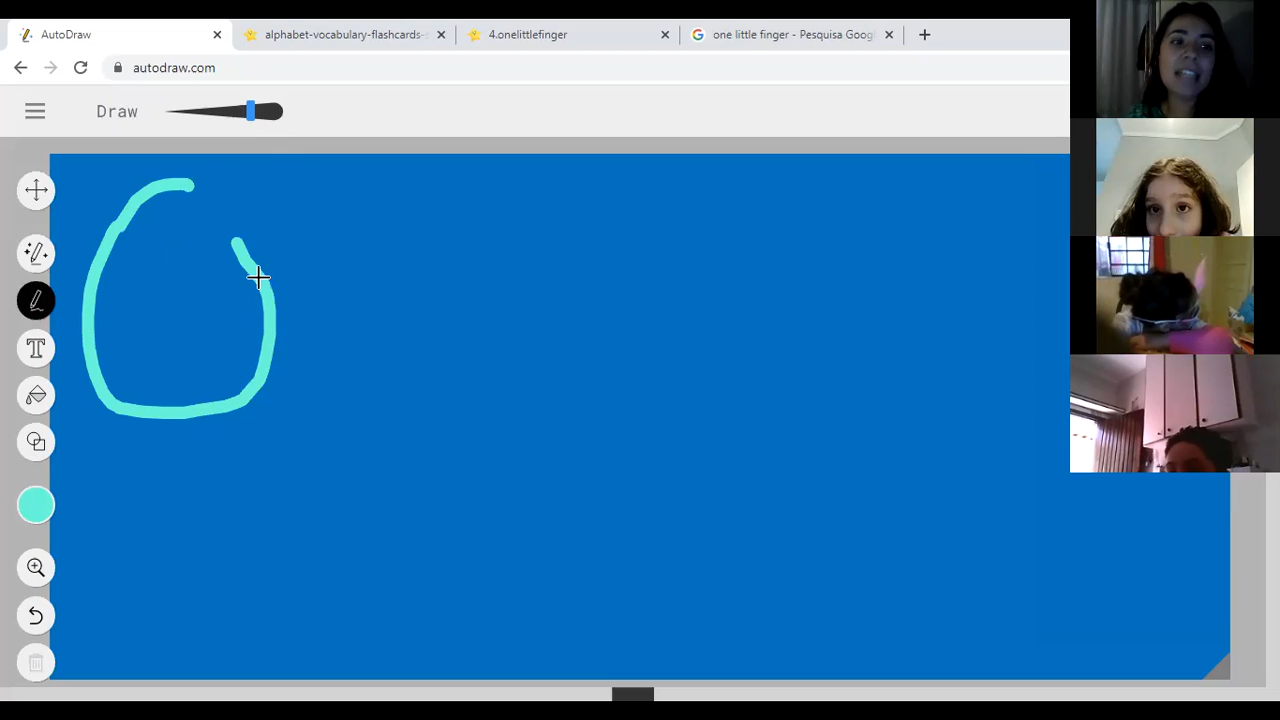 AutoDraw alphabet-vocabulary-flashcards- 4.onelittlefinger one little finger - Pesquisa Goog
autodraw.com
Draw
T